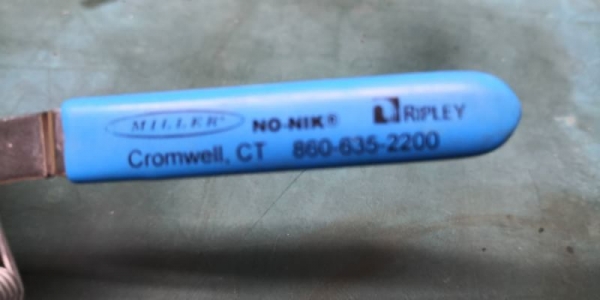 MILLER® NO-NIK® RIPLEY
Cromwell, CT 860-635-2200